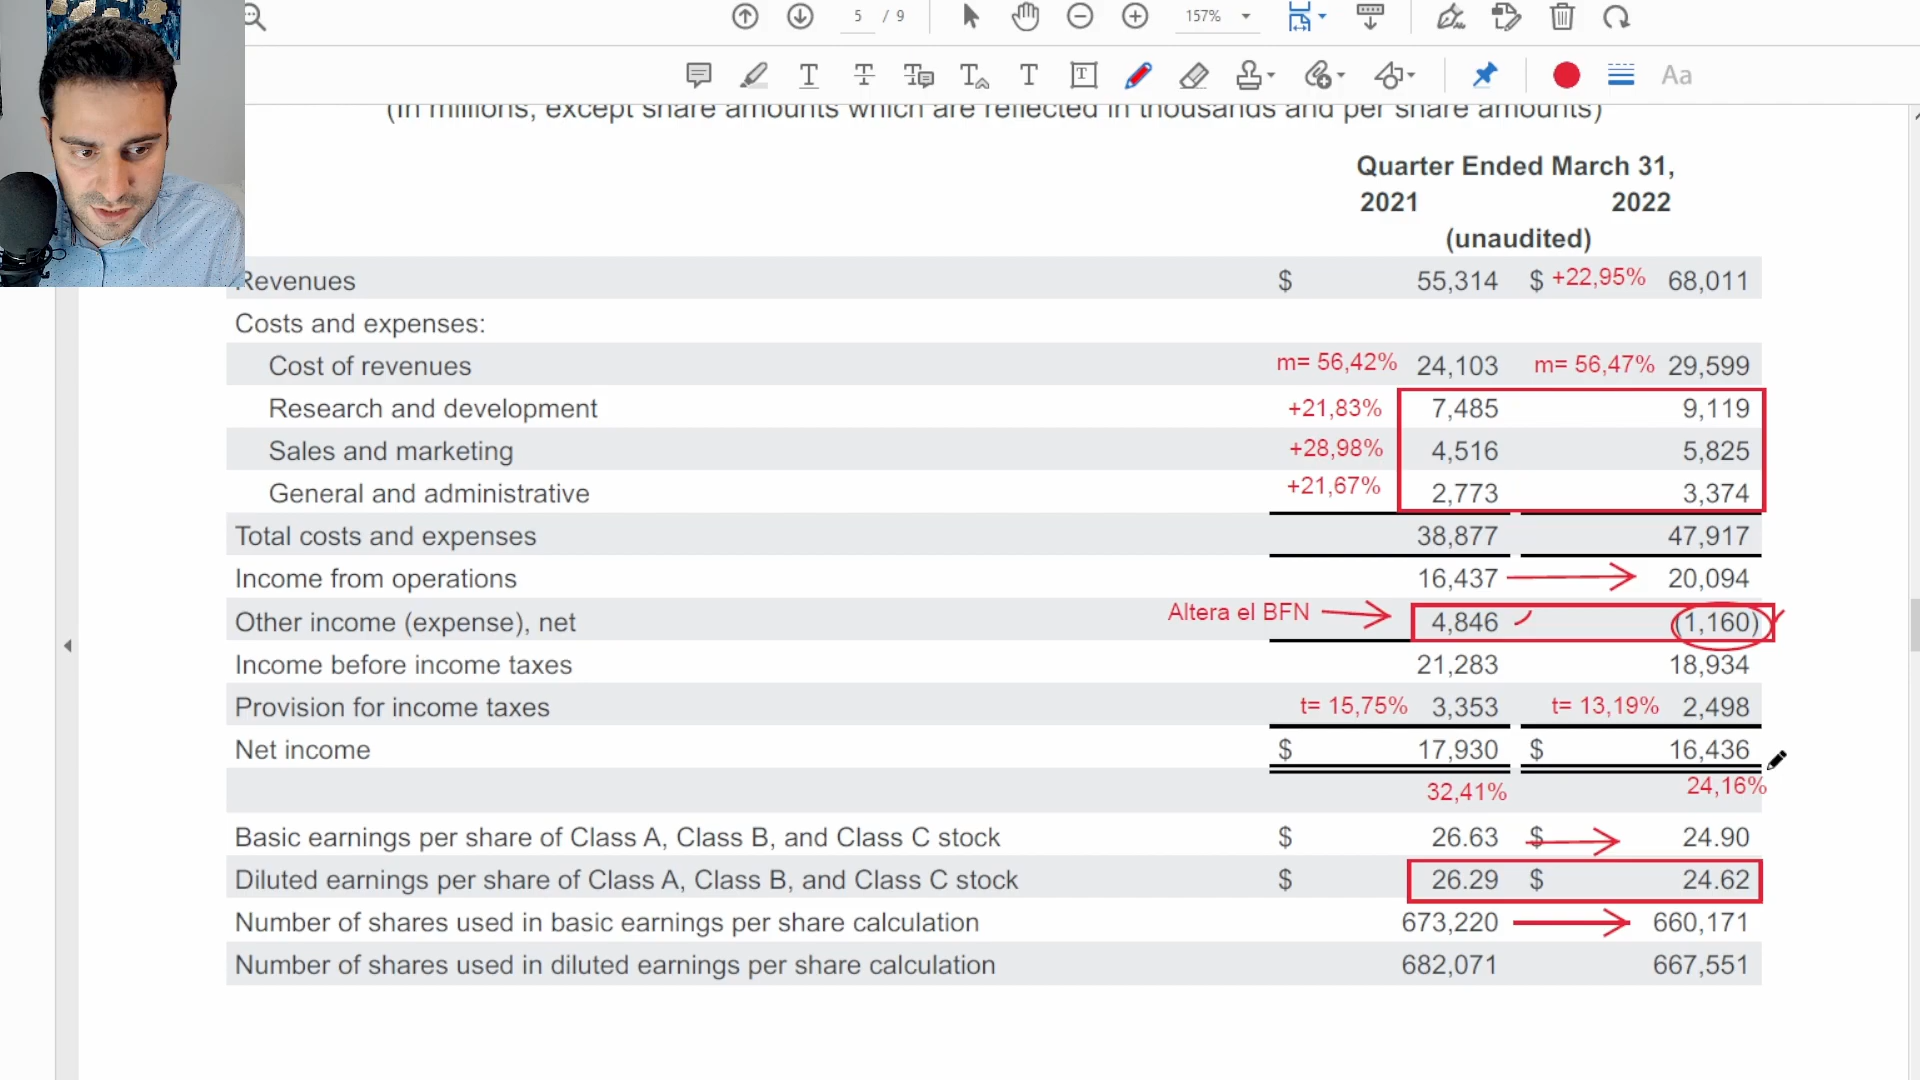 5 / 9 157%
Aa
(In millions, except share amounts which are reflected in thousands and per share amounts)
Quarter Ended March 31,
2021 2022
(unaudited)
Revenues $ 55,314 $ +22,95% 68,011
Costs and expenses:
Cost of revenues m= 56,42% 24,103 m= 56,47% 29,599
Research and development +21,83% 7,485 9,119
Sales and marketing +28,98% 4,516 5,825
General and administrative +21,67% 2,773 3,374
Total costs and expenses 38,877 47,917
Income from operations 16,437 20,094
Other income (expense), net Altera el BFN 4,846 (1,160)
Income before income taxes 21,283 18,934
Provision for income taxes t= 15,75% 3,353 t= 13,19% 2,498
Net income $ 17,930 $ 16,436
32,41% 24,16%
Basic earnings per share of Class A, Class B, and Class C stock $ 26.63 $ 24.90
Diluted earnings per share of Class A, Class B, and Class C stock $ 26.29 $ 24.62
Number of shares used in basic earnings per share calculation 673,220 660,171
Number of shares used in diluted earnings per share calculation 682,071 667,551